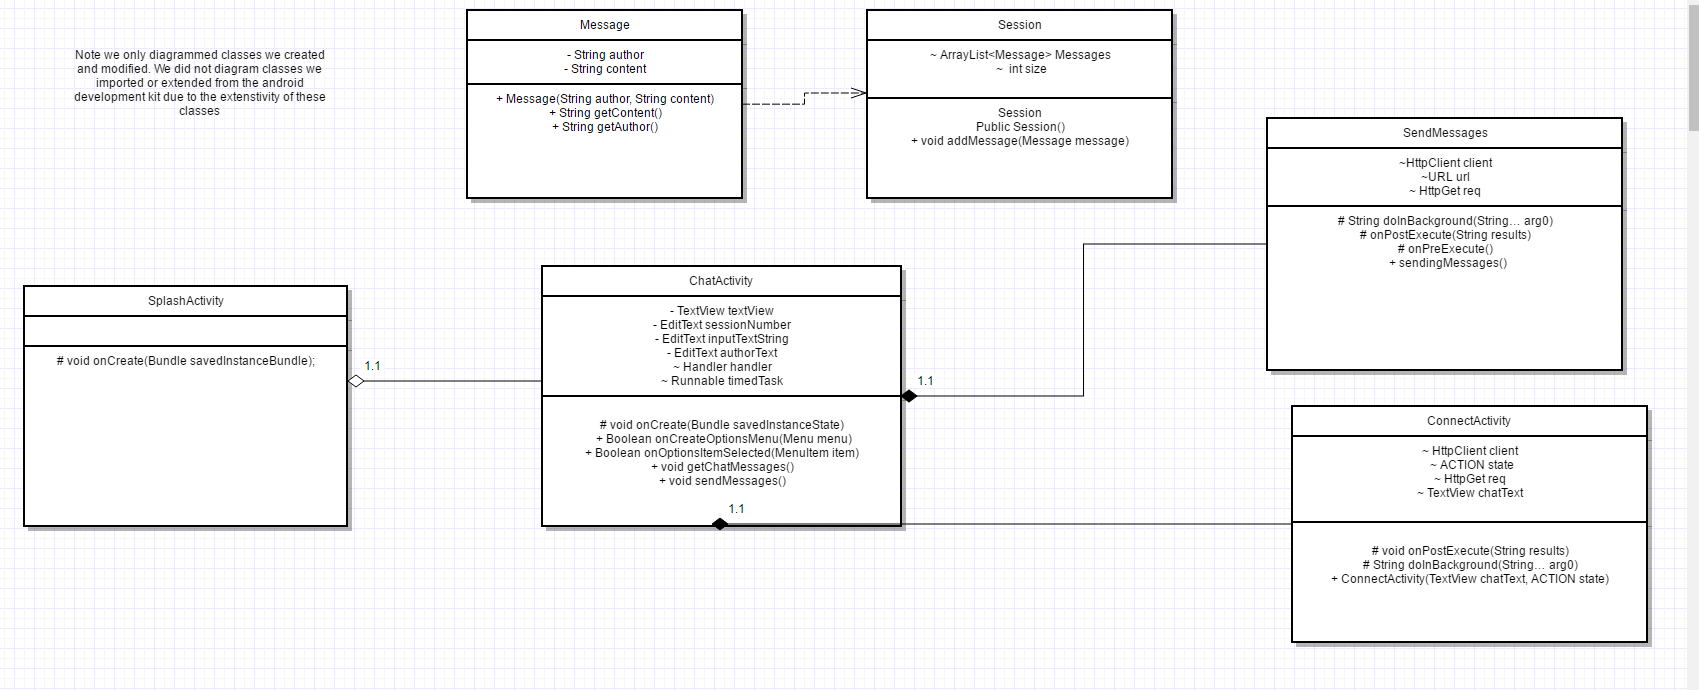 Note we only diagrammed classes we created
and modified. We did not diagram classes we
imported or extended from the android
development kit due to the extenstivity of these
classes
Message
- String author
- String content
+ Message(String author, String content)
+ String getContent()
+ String getAuthor()
Session
~ ArrayList<Message> Messages
~ int size
Session
Public Session()
+ void addMessage(Message message)
SendMessages
~HttpClient client
~URL url
~ HttpGet req
# String doInBackground(String... arg0)
# onPostExecute(String results)
# onPreExecute()
+ sendingMessages()
SplashActivity
# void onCreate(Bundle savedInstanceBundle);
1.1
ChatActivity
- TextView textView
- EditText sessionNumber
- EditText inputTextString
- EditText authorText
~ Handler handler
~ Runnable timedTask
# void onCreate(Bundle savedInstanceState)
+ Boolean onCreateOptionsMenu(Menu menu)
+ Boolean onOptionsItemSelected(MenuItem item)
+ void getChatMessages()
+ void sendMessages()
1.1
1.1
ConnectActivity
~ HttpClient client
~ ACTION state
~ HttpGet req
~ TextView chatText
# void onPostExecute(String results)
# String doInBackground(String... arg0)
+ ConnectActivity(TextView chatText, ACTION state)